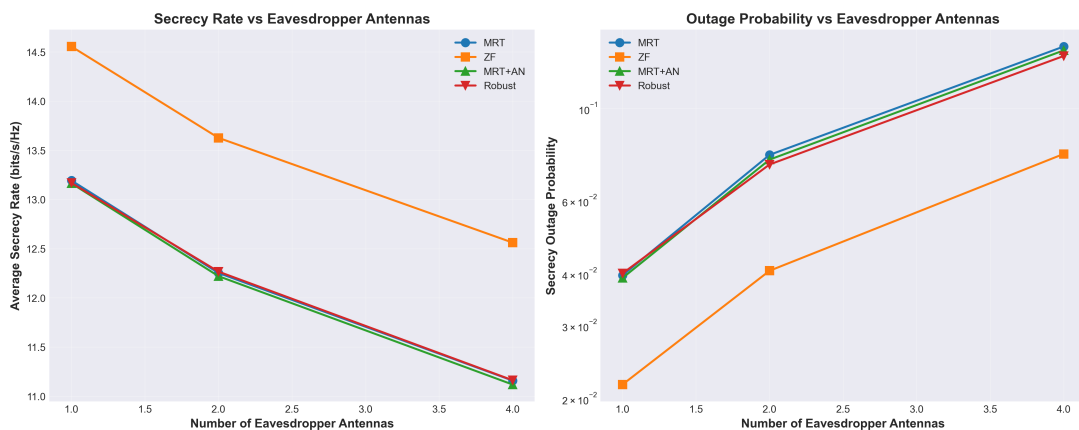 Secrecy Rate vs Eavesdropper Antennas
MRT
ZF
MRT+AN
Robust
14.5
14.0
13.5
13.0
12.5
12.0
11.5
11.0
Average Secrecy Rate (bits/s/Hz)
1.0 1.5 2.0 2.5 3.0 3.5 4.0
Number of Eavesdropper Antennas
Outage Probability vs Eavesdropper Antennas
MRT
ZF
MRT+AN
Robust
10⁻¹
6 × 10⁻²
4 × 10⁻²
3 × 10⁻²
2 × 10⁻²
Secrecy Outage Probability
1.0 1.5 2.0 2.5 3.0 3.5 4.0
Number of Eavesdropper Antennas